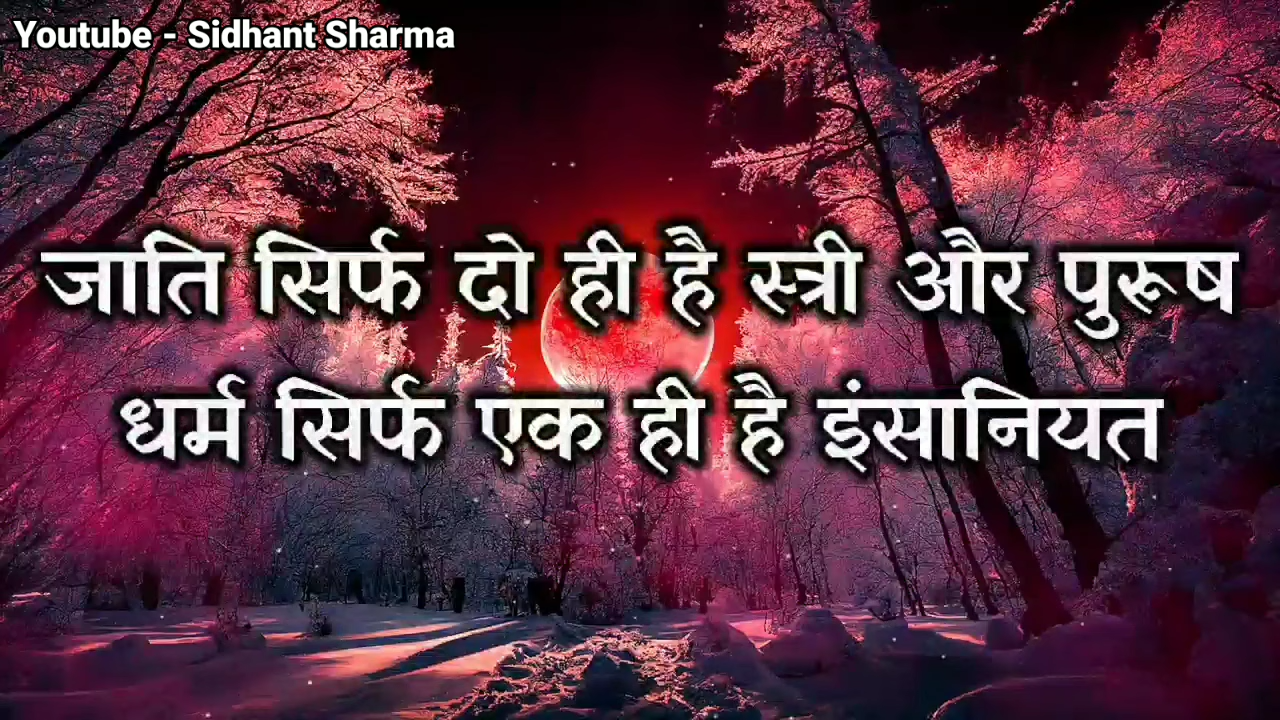 Youtube - Sidhant Sharma
जाति सिर्फ दो ही है स्त्री और पुरूष
धर्म सिर्फ एक ही है इंसानियत